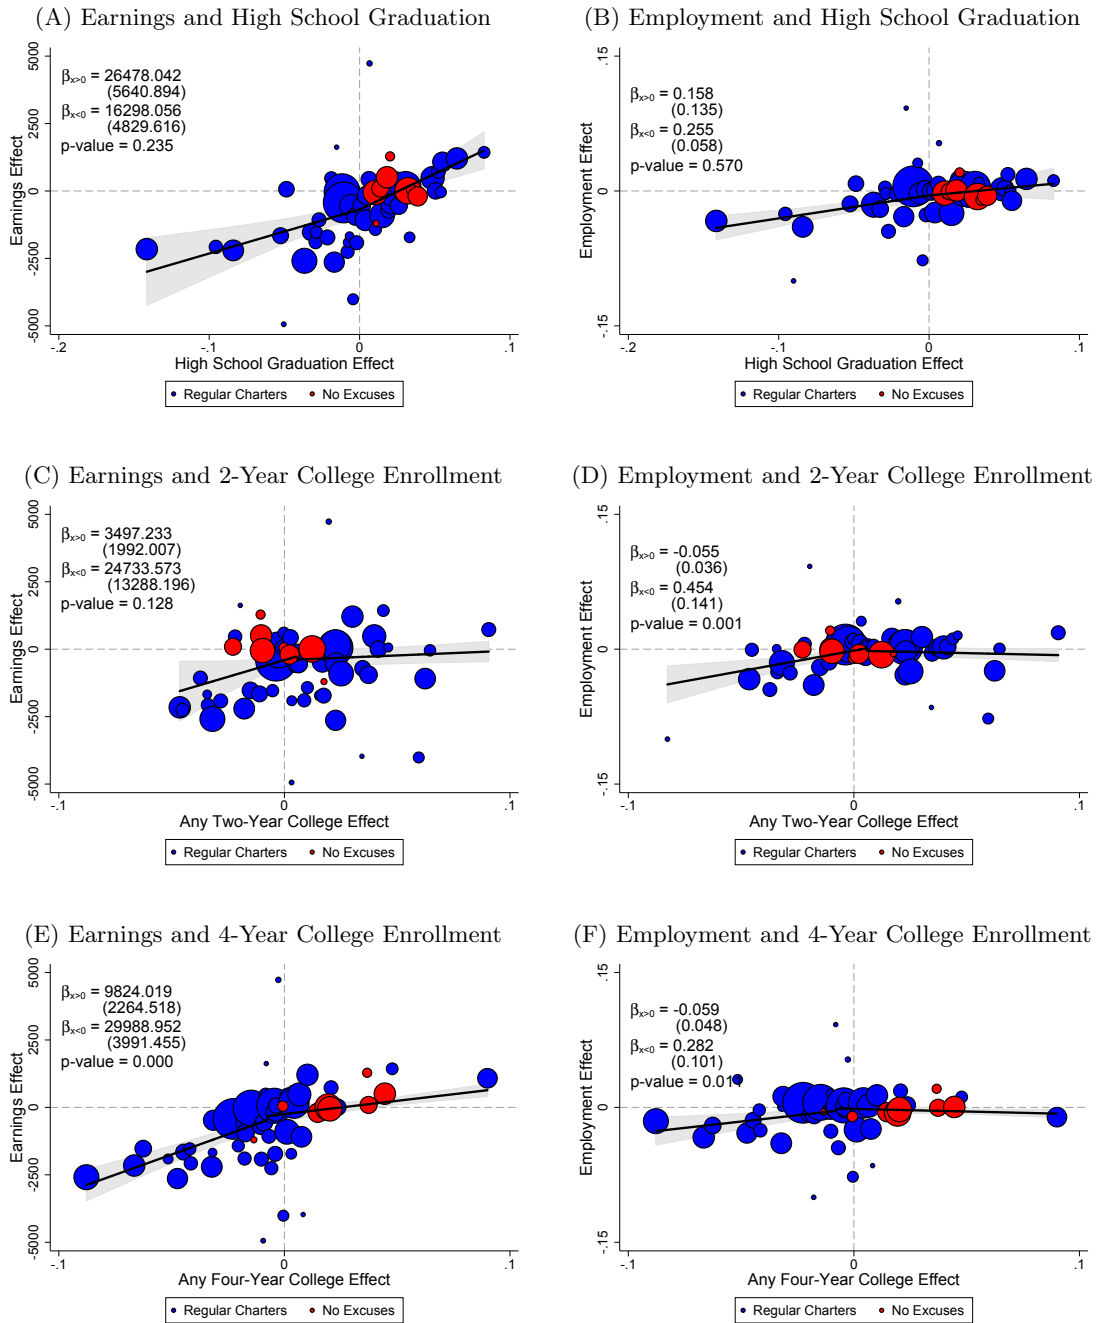 (A) Earnings and High School Graduation
Earnings Effect
5000
2500
0
-2500
-5000
βx>0 = 26478.042
(5640.894)
βx<0 = 16298.056
(4829.616)
p-value = 0.235
-.2
-.1
0
.1
High School Graduation Effect
Regular Charters
No Excuses
(B) Employment and High School Graduation
Employment Effect
.15
0
-.15
βx>0 = 0.158
(0.135)
βx<0 = 0.255
(0.058)
p-value = 0.570
-.2
-.1
0
.1
High School Graduation Effect
Regular Charters
No Excuses
(C) Earnings and 2-Year College Enrollment
Earnings Effect
5000
2500
0
-2500
-5000
βx>0 = 3497.233
(1992.007)
βx<0 = 24733.573
(13288.196)
p-value = 0.128
-.1
0
.1
Any Two-Year College Effect
Regular Charters
No Excuses
(D) Employment and 2-Year College Enrollment
Employment Effect
.15
0
-.15
βx>0 = -0.055
(0.036)
βx<0 = 0.454
(0.141)
p-value = 0.001
-.1
0
.1
Any Two-Year College Effect
Regular Charters
No Excuses
(E) Earnings and 4-Year College Enrollment
Earnings Effect
5000
2500
0
-2500
-5000
βx>0 = 9824.019
(2264.518)
βx<0 = 29988.952
(3991.455)
p-value = 0.000
-.1
0
.1
Any Four-Year College Effect
Regular Charters
No Excuses
(F) Employment and 4-Year College Enrollment
Employment Effect
.15
0
-.15
βx>0 = -0.059
(0.048)
βx<0 = 0.282
(0.101)
p-value =
-.1
0
.1
Any Four-Year College Effect
Regular Charters
No Excuses